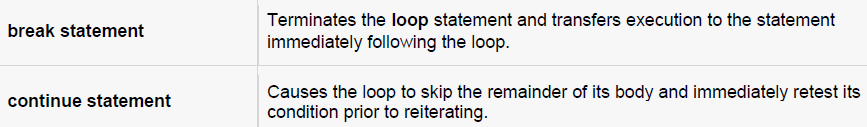 break statement
Terminates the loop statement and transfers execution to the statement
immediately following the loop.
continue statement
Causes the loop to skip the remainder of its body and immediately retest its
condition prior to reiterating.